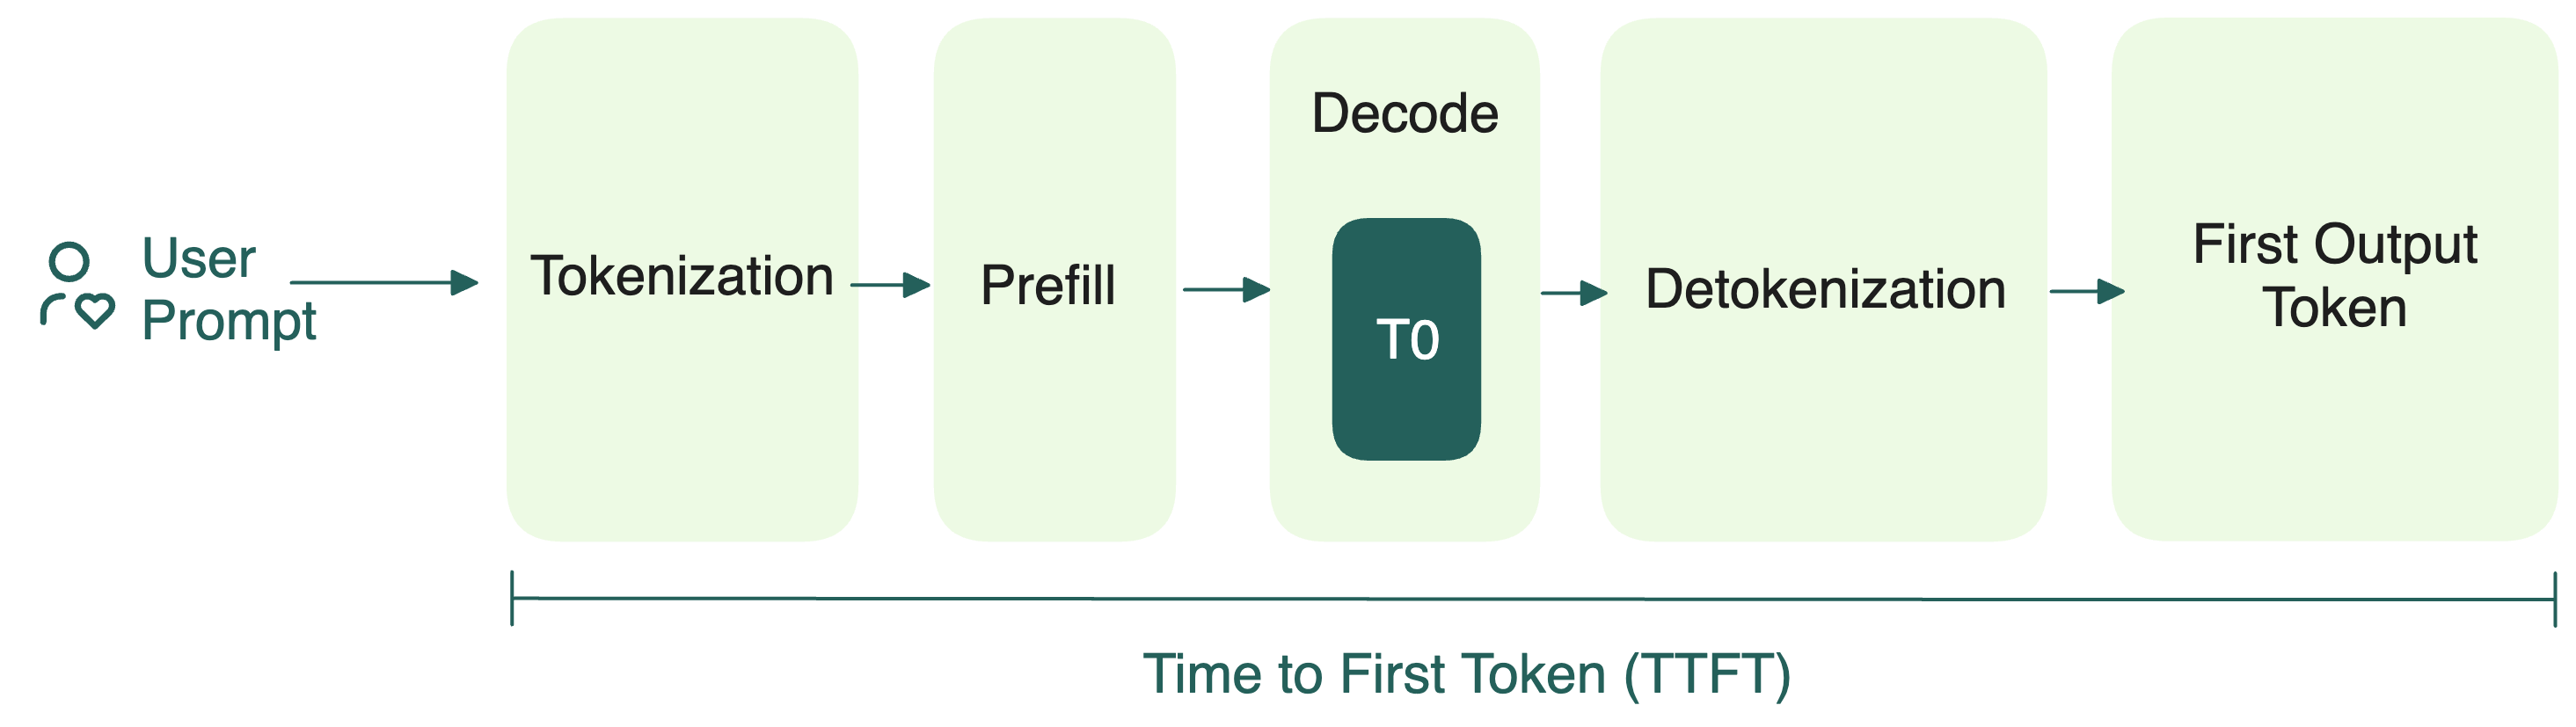 User
Prompt
Tokenization
Prefill
Decode
T0
Detokenization
First Output
Token
Time to First Token (TTFT)